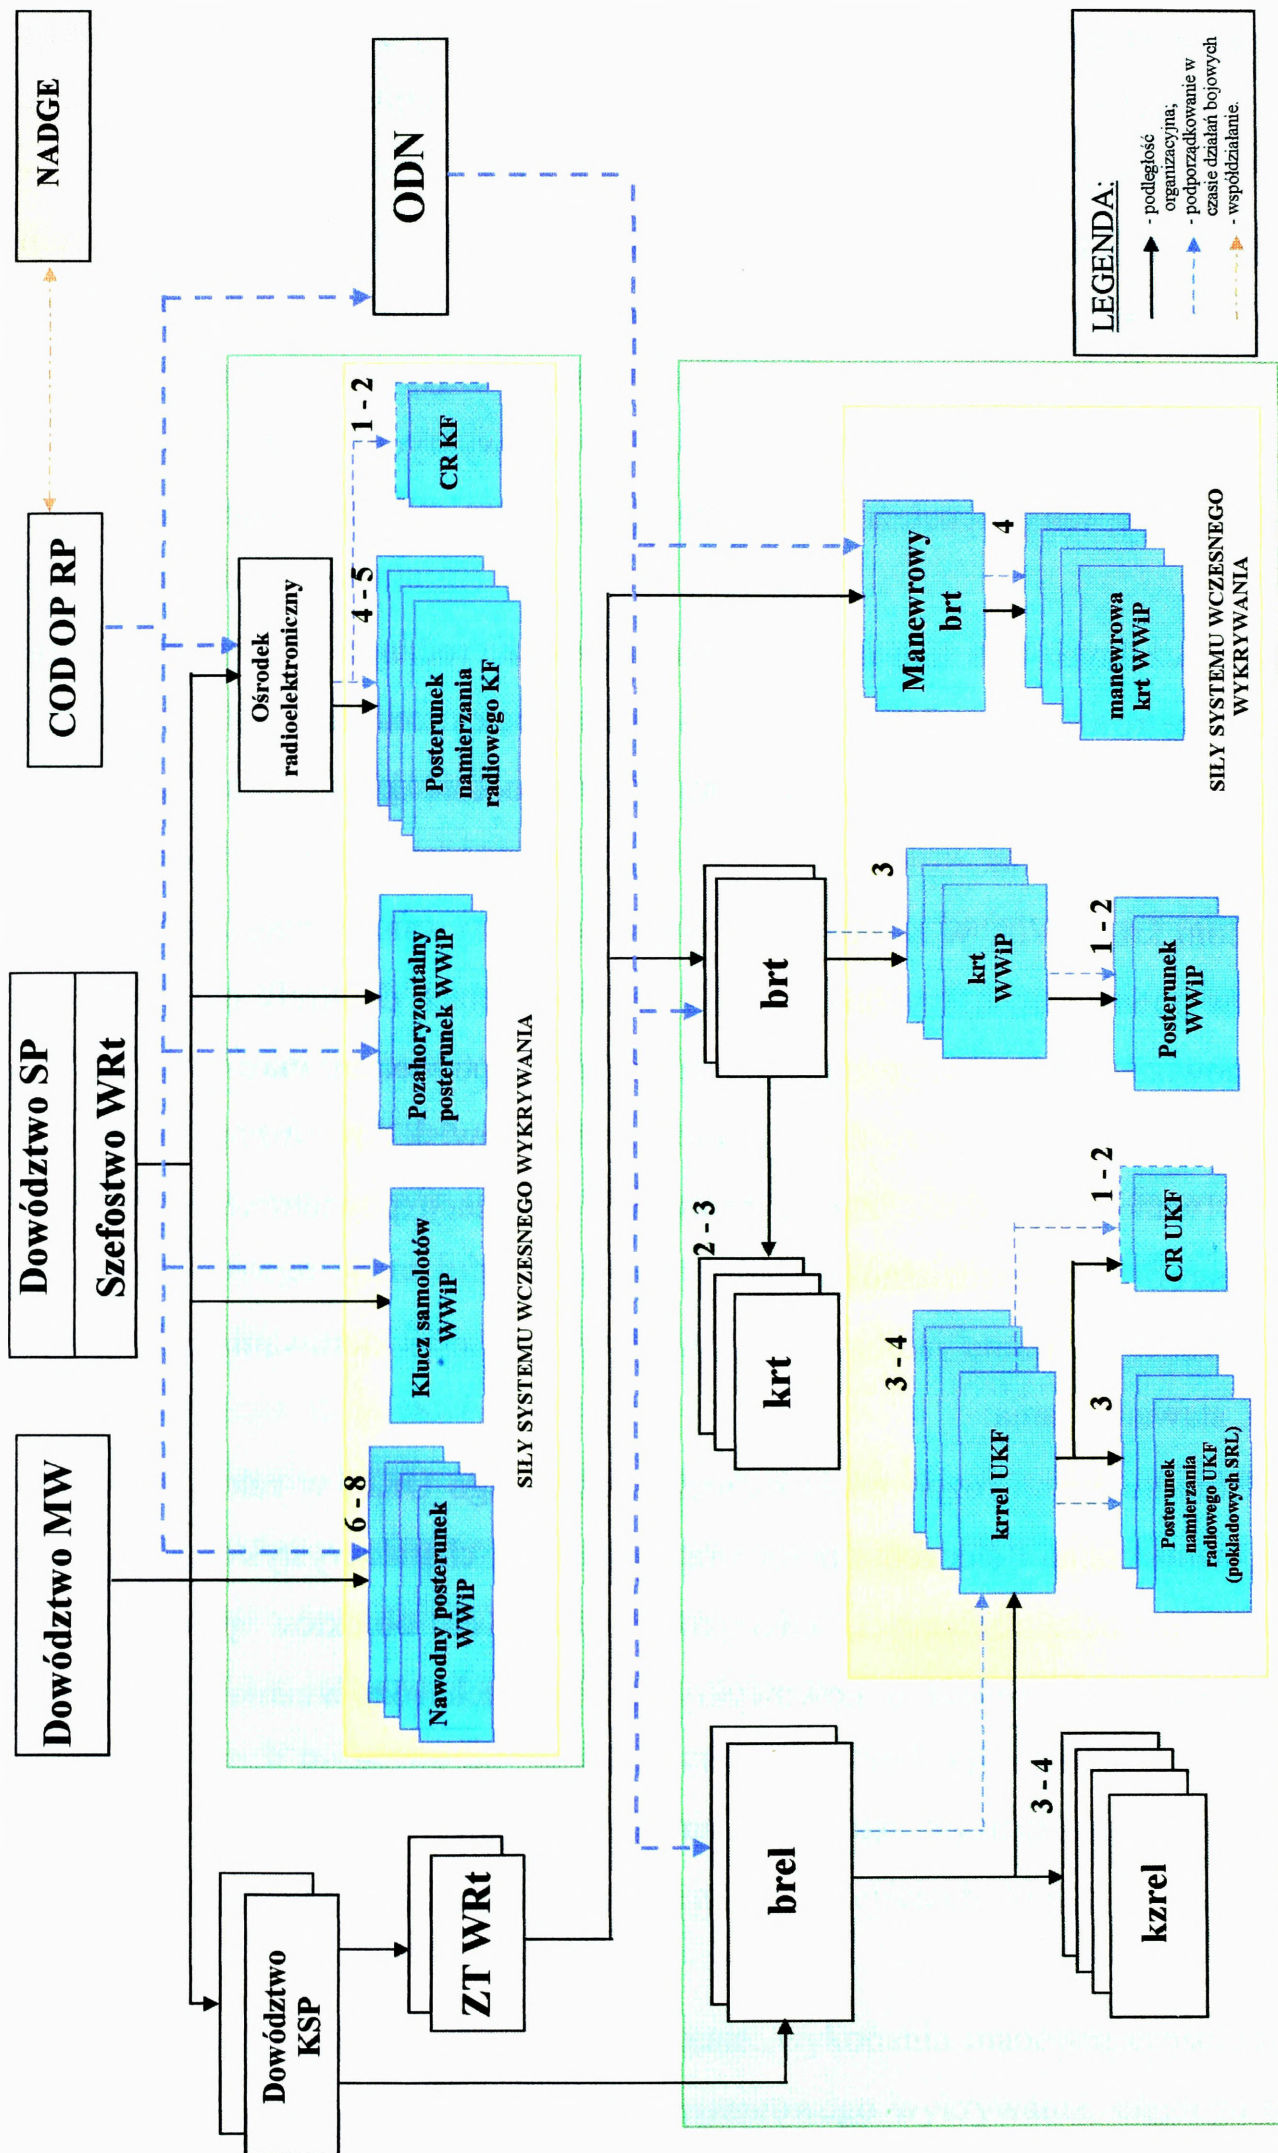 Dowództwo MW
Dowództwo SP
Szefostwo WRt
COD OP RP
NADGE
Dowództwo
KSP
6 - 8
Nawodny posterunek
WWiP
Klucz samolotów
WWiP
Pozahoryzontalny
posterunek WWiP
Ośrodek
radioelektroniczny
4 - 5
Posterunek
namierzania
radiowego KF
1 - 2
CR KF
ODN
ZT WRt
SILY SYSTEMU WCZESNEGO WYKRYWANIA
brel
2 - 3
krt
brt
Manewrowy
brt
3 - 4
krrel UKF
3
krt
WWiP
4
manewrowa
krt WWiP
3 - 4
kzrel
3
Posterunek
namierzania
radiowego UKF
(pokładowych SRL)
1 - 2
CR UKF
1 - 2
Posterunek
WWiP
SILY SYSTEMU WCZESNEGO
WYKRYWANIA
LEGENDA:
- podległość
organizacyjna;
- podporządkowanie w
czasie działań bojowych
- współdziałanie.